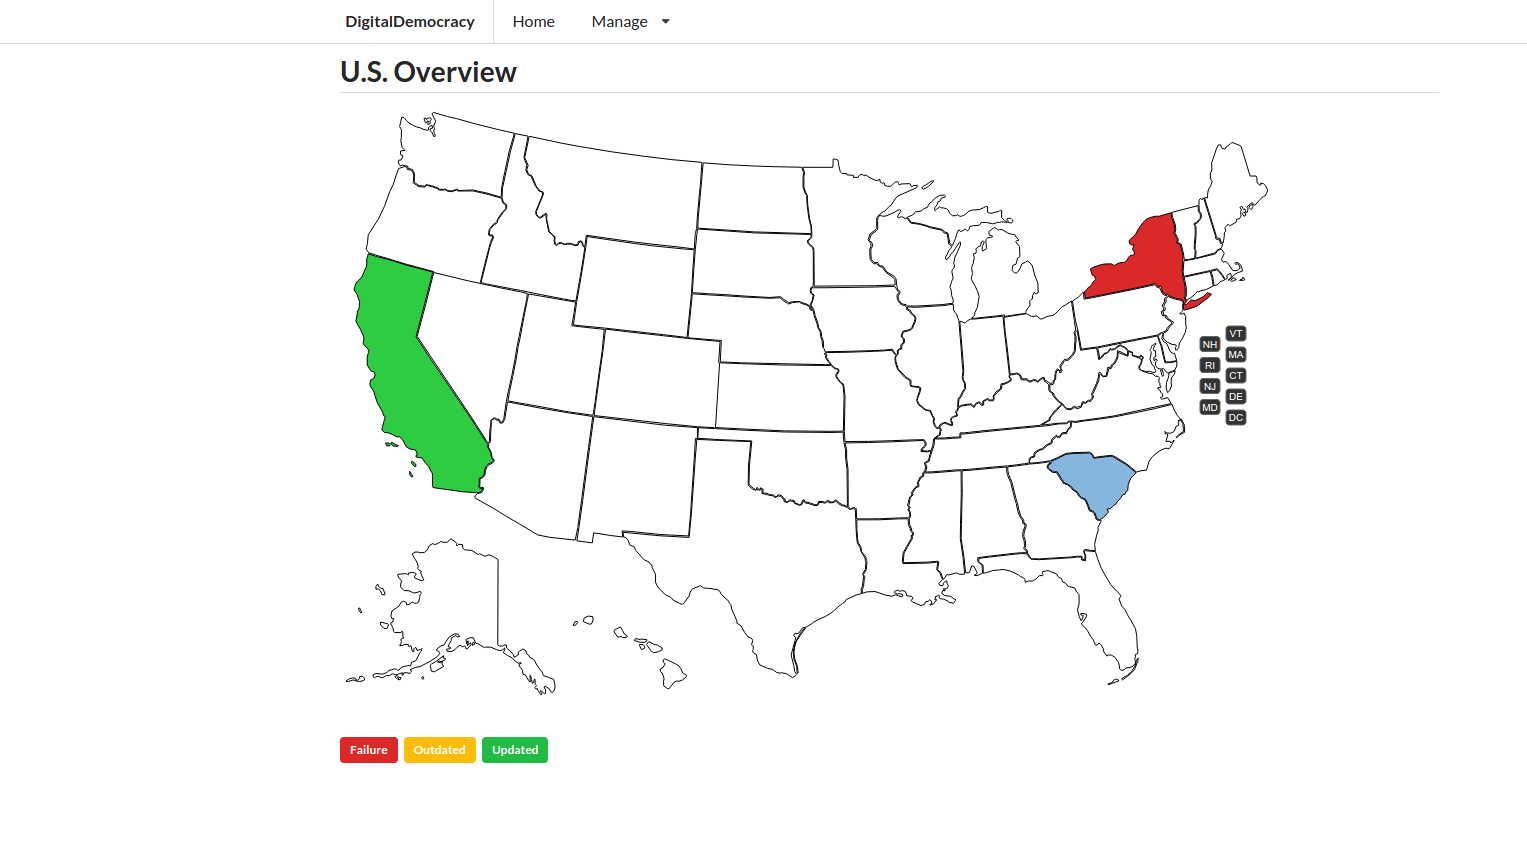 DigitalDemocracy Home Manage
U.S. Overview
VT
NH
MA
RI
CT
NJ
DE
MD
DC
Failure Outdated Updated